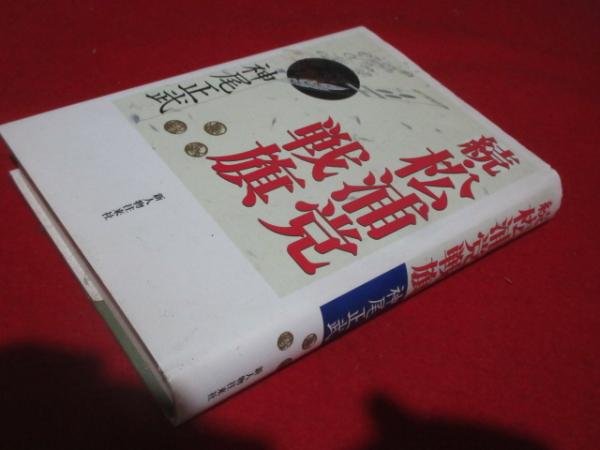 続
松浦党
戦旗
神尾正武
新人物往来社
続松浦党戦旗
神尾正武
新人物往来社